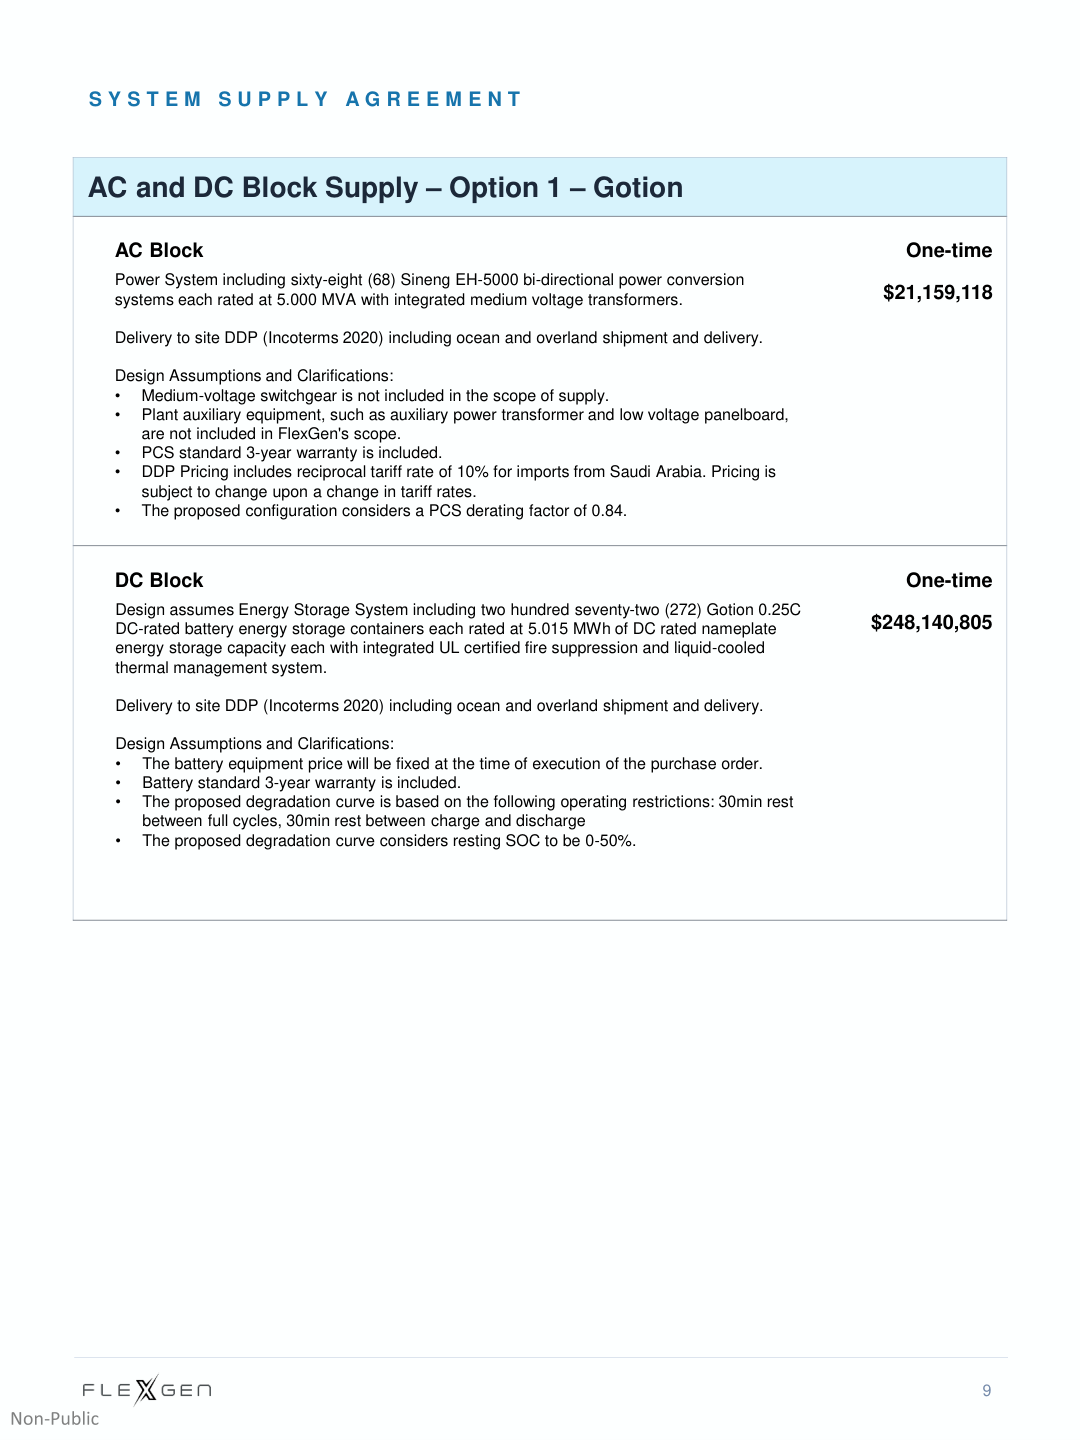 SYSTEM SUPPLY AGREEMENT
AC and DC Block Supply – Option 1 – Gotion
AC Block
One-time
Power System including sixty-eight (68) Sineng EH-5000 bi-directional power conversion
systems each rated at 5.000 MVA with integrated medium voltage transformers.
$21,159,118
Delivery to site DDP (Incoterms 2020) including ocean and overland shipment and delivery.
Design Assumptions and Clarifications:
• Medium-voltage switchgear is not included in the scope of supply.
• Plant auxiliary equipment, such as auxiliary power transformer and low voltage panelboard,
are not included in FlexGen's scope.
• PCS standard 3-year warranty is included.
• DDP Pricing includes reciprocal tariff rate of 10% for imports from Saudi Arabia. Pricing is
subject to change upon a change in tariff rates.
• The proposed configuration considers a PCS derating factor of 0.84.
DC Block
One-time
Design assumes Energy Storage System including two hundred seventy-two (272) Gotion 0.25C
DC-rated battery energy storage containers each rated at 5.015 MWh of DC rated nameplate
energy storage capacity each with integrated UL certified fire suppression and liquid-cooled
thermal management system.
$248,140,805
Delivery to site DDP (Incoterms 2020) including ocean and overland shipment and delivery.
Design Assumptions and Clarifications:
• The battery equipment price will be fixed at the time of execution of the purchase order.
• Battery standard 3-year warranty is included.
• The proposed degradation curve is based on the following operating restrictions: 30min rest
between full cycles, 30min rest between charge and discharge
• The proposed degradation curve considers resting SOC to be 0-50%.
FLEXGEN
9
Non-Public